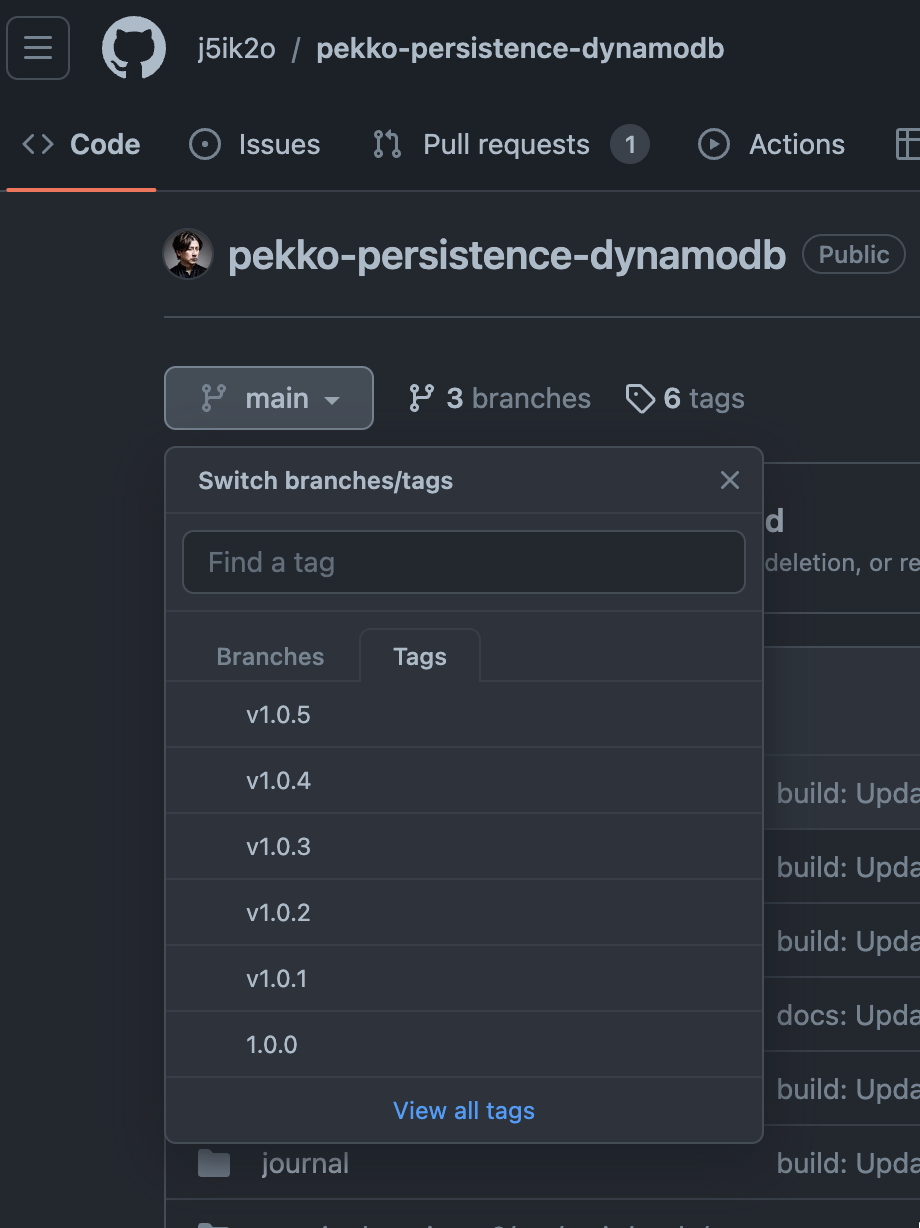 j5ik2o / pekko-persistence-dynamodb
Code Issues Pull requests 1 Actions
pekko-persistence-dynamodb Public
main 3 branches 6 tags
Switch branches/tags
d
Find a tag
deletion, or re
Branches Tags
v1.0.5
v1.0.4
build: Upda
v1.0.3
build: Upda
v1.0.2
build: Upda
v1.0.1
docs: Upda
1.0.0
build: Upda
View all tags
journal build: Upda